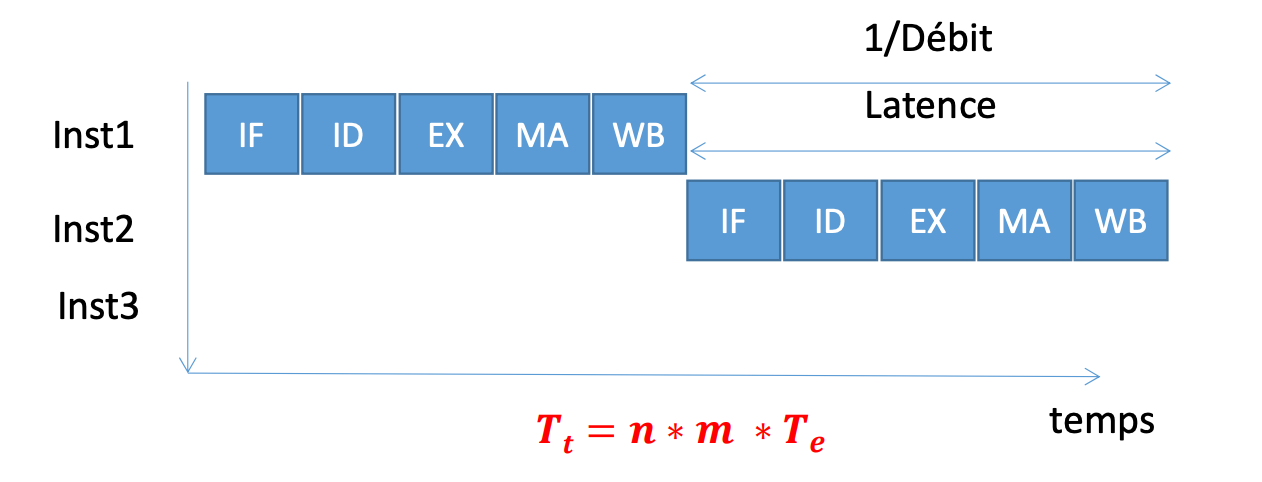 1/Débit
Latence
Inst1 IF ID EX MA WB
Inst2 IF ID EX MA WB
Inst3
temps
T_t = n * m * T_e